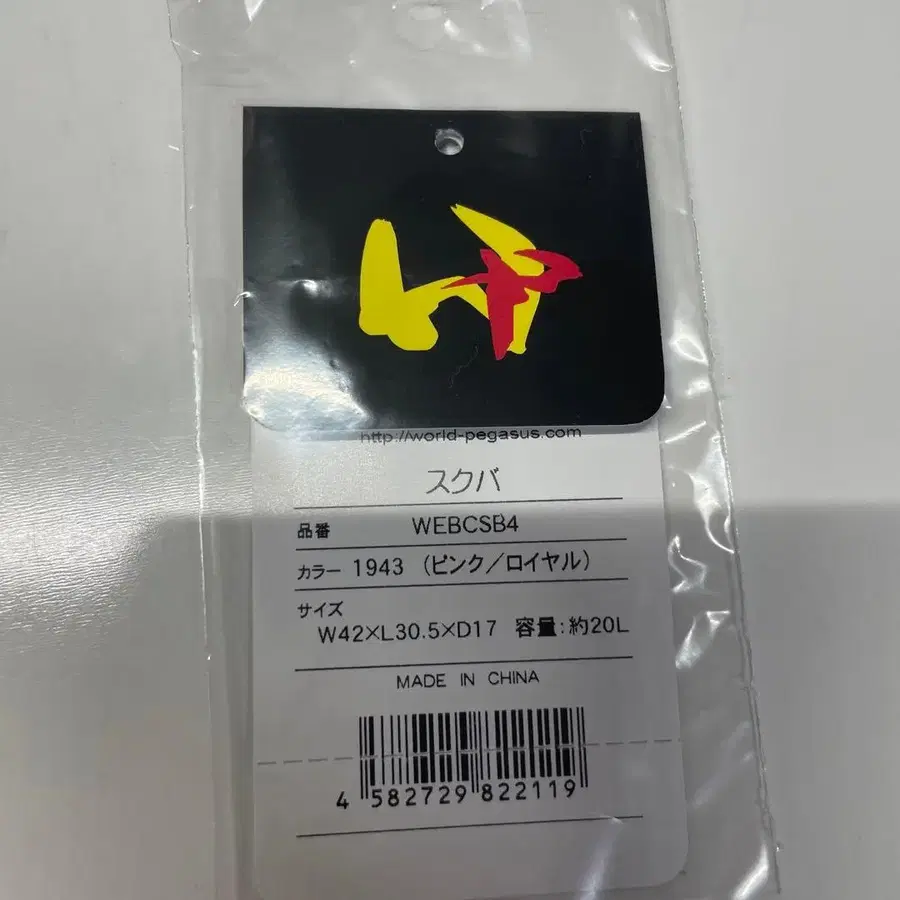 http://world-pegasus.com
スクバ
品番 WEBCSB4
カラー 1943 (ピンク/ロイヤル)
サイズ
W42×L30.5×D17 容量:約20L
MADE IN CHINA
4 582729 822119